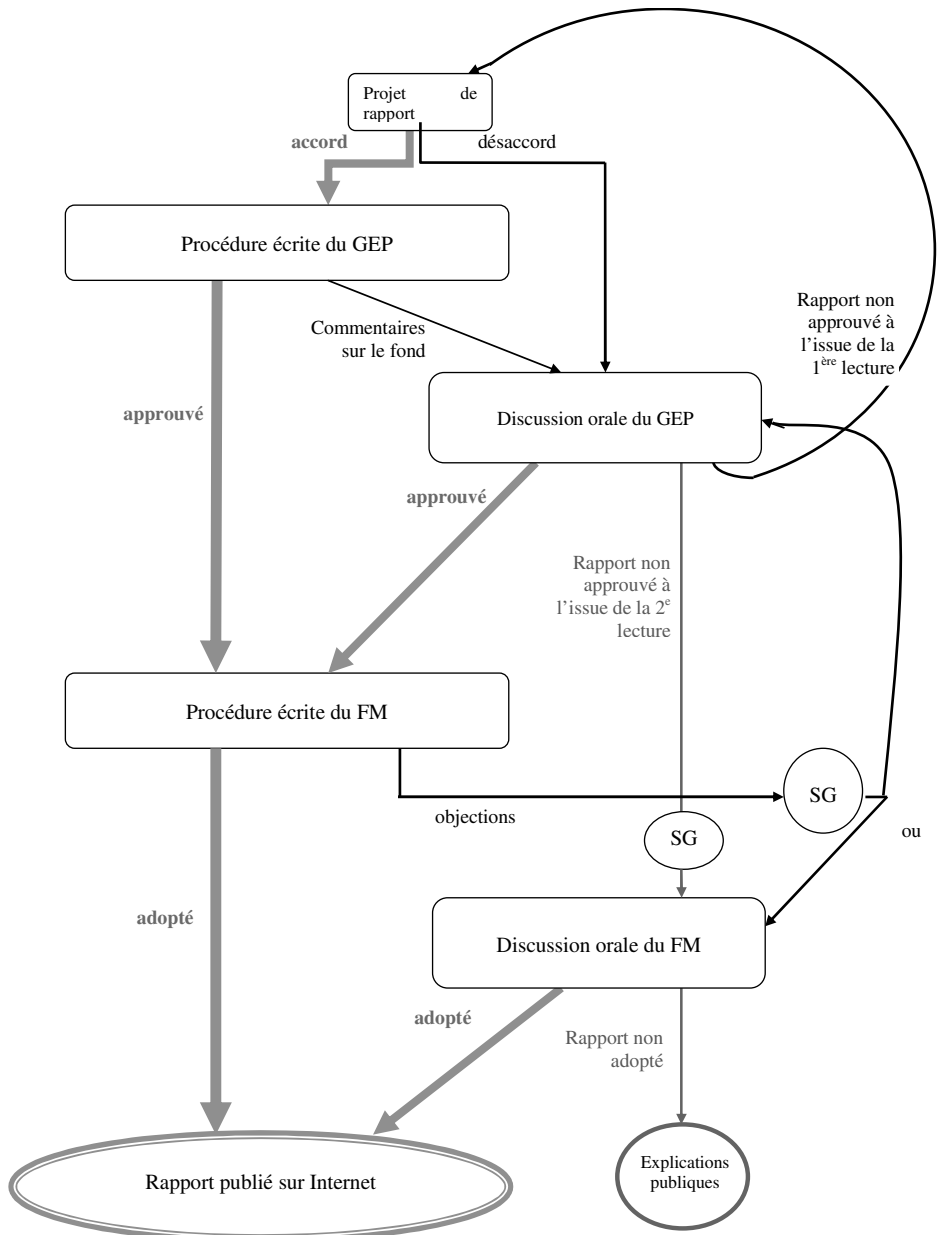 Projet de
rapport
accord
désaccord
Procédure écrite du GEP
Commentaires
sur le fond
Rapport non
approuvé à
l’issue de la
1ère lecture
approuvé
Discussion orale du GEP
approuvé
Rapport non
approuvé à
l’issue de la 2e
lecture
Procédure écrite du FM
objections
SG
SG
ou
adopté
Discussion orale du FM
adopté
Rapport non
adopté
Rapport publié sur Internet
Explications
publiques